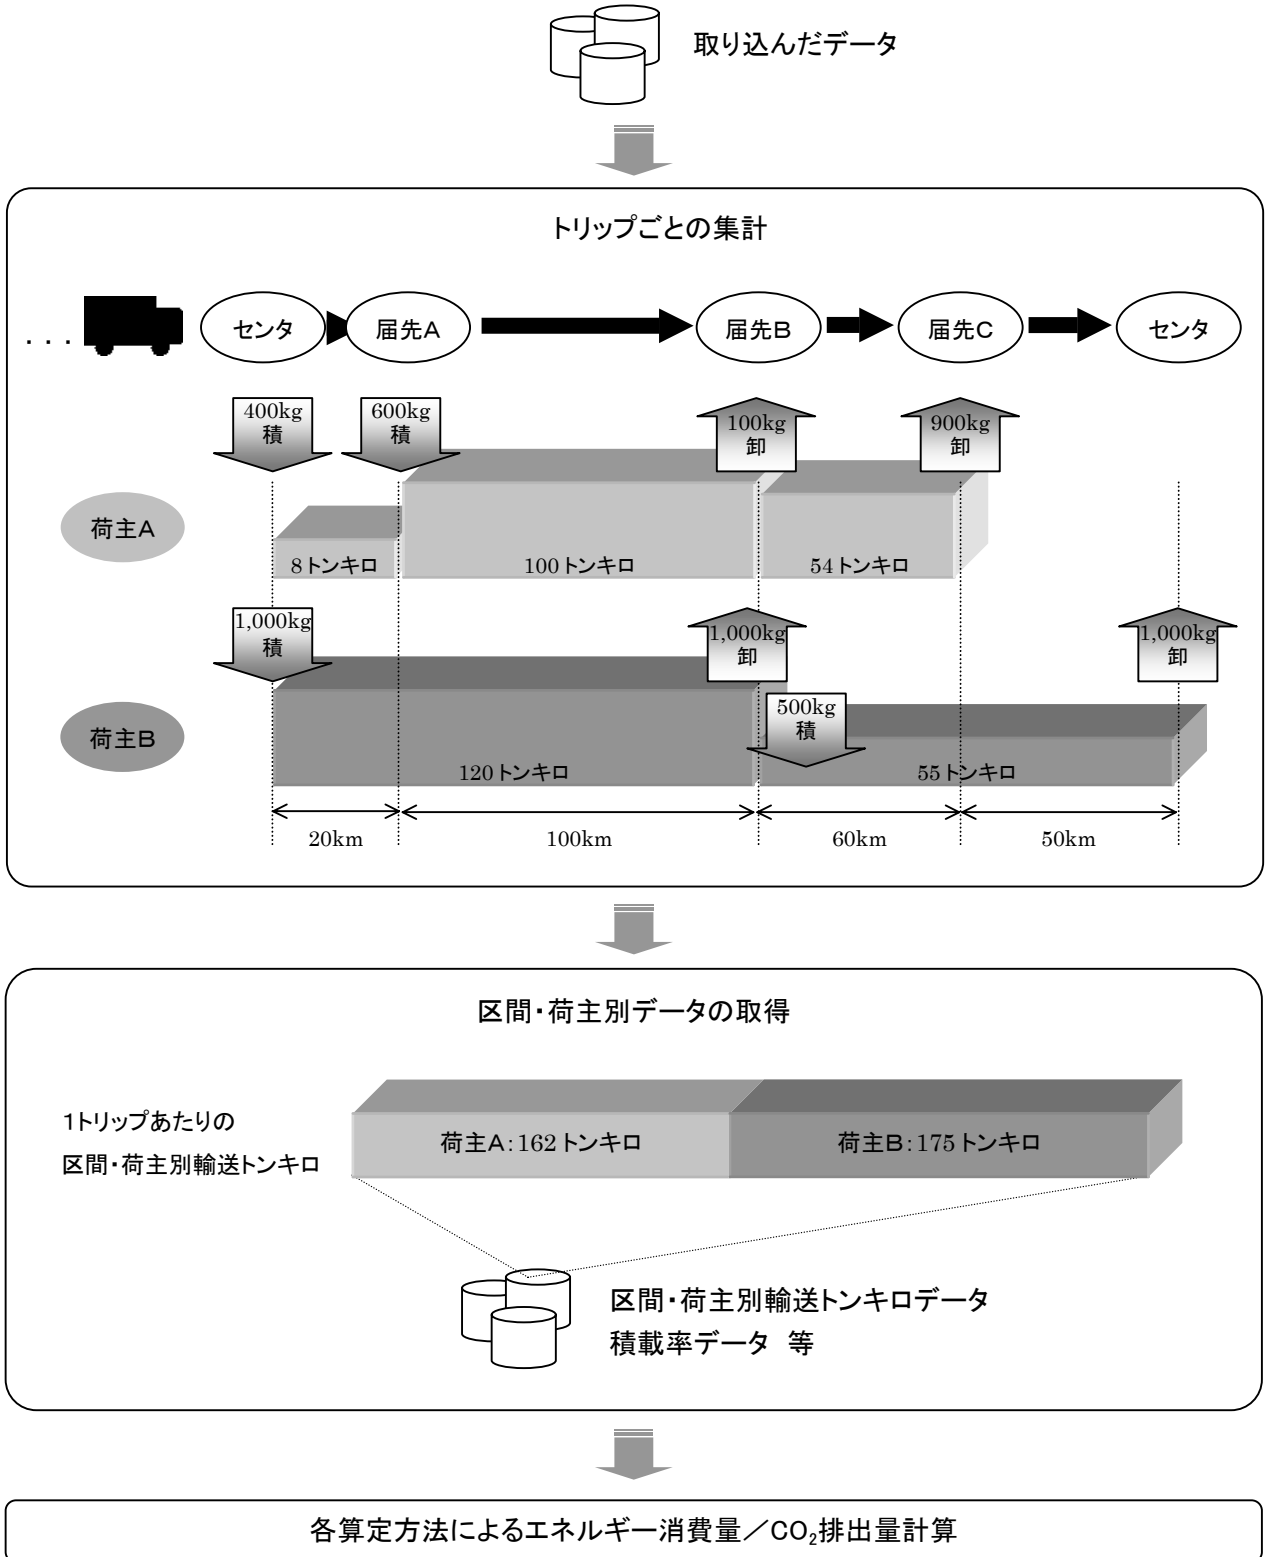 取り込んだデータ
トリップごとの集計
・・・
センタ
届先A
届先B
届先C
センタ
400kg
積
600kg
積
100kg
卸
900kg
卸
荷主A
8トンキロ
100トンキロ
54トンキロ
1,000kg
積
1,000kg
卸
1,000kg
卸
500kg
積
荷主B
120トンキロ
55トンキロ
20km
100km
60km
50km
区間・荷主別データの取得
1トリップあたりの
区間・荷主別輸送トンキロ
荷主A：162トンキロ
荷主B：175トンキロ
区間・荷主別輸送トンキロデータ
積載率データ　等
各算定方法によるエネルギー消費量／CO₂排出量計算